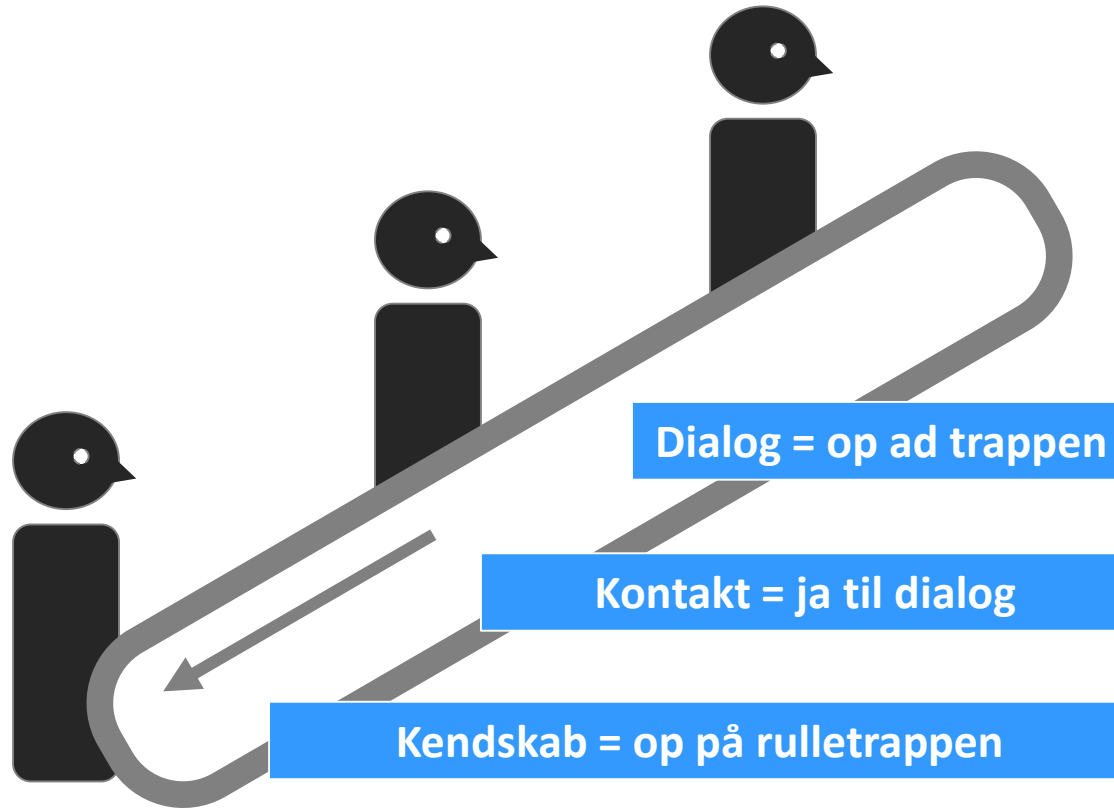 Dialog = op ad trappen
Kontakt = ja til dialog
Kendskab = op på rulletrappen